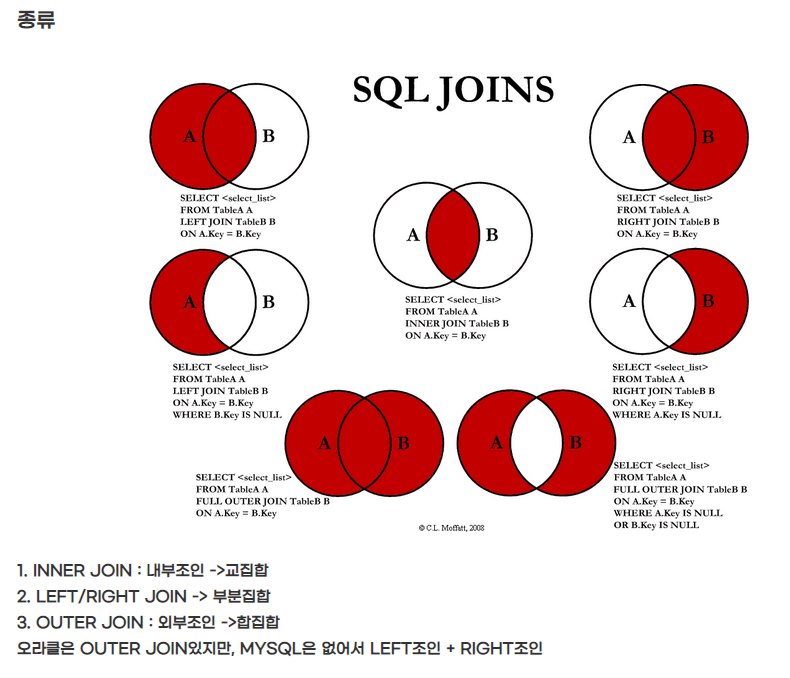 종류
SQL JOINS
A
B
SELECT <select_list>
FROM TableA A
LEFT JOIN TableB B
ON A.Key = B.Key
A
B
SELECT <select_list>
FROM TableA A
RIGHT JOIN TableB B
ON A.Key = B.Key
A
B
SELECT <select_list>
FROM TableA A
INNER JOIN TableB B
ON A.Key = B.Key
A
B
SELECT <select_list>
FROM TableA A
LEFT JOIN TableB B
ON A.Key = B.Key
WHERE B.Key IS NULL
A
B
SELECT <select_list>
FROM TableA A
RIGHT JOIN TableB B
ON A.Key = B.Key
WHERE A.Key IS NULL
A
B
SELECT <select_list>
FROM TableA A
FULL OUTER JOIN TableB B
ON A.Key = B.Key
A
B
SELECT <select_list>
FROM TableA A
FULL OUTER JOIN TableB B
ON A.Key = B.Key
WHERE A.Key IS NULL
OR B.Key IS NULL
© C.L. Moffatt, 2008
1. INNER JOIN : 내부조인 ->교집합
2. LEFT/RIGHT JOIN -> 부분집합
3. OUTER JOIN : 외부조인 ->합집합
오라클은 OUTER JOIN있지만, MYSQL은 없어서 LEFT조인 + RIGHT조인